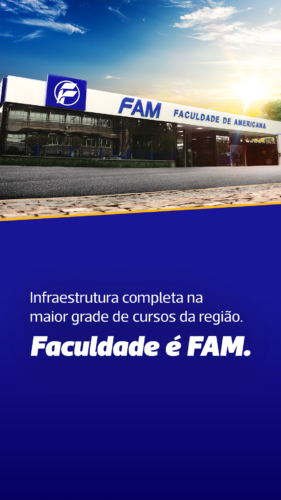 FAM FACULDADE DE AMERICANA
Infraestrutura completa na
maior grade de cursos da região.
Faculdade é FAM.